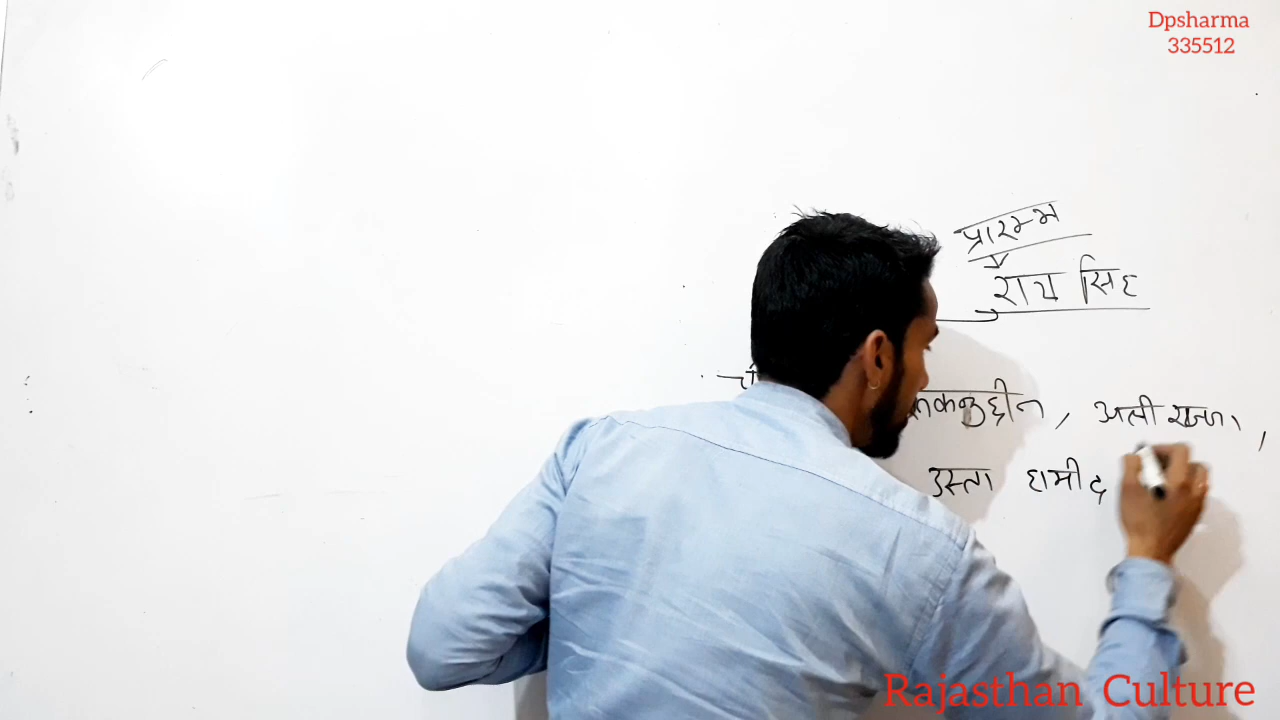 Dpsharma
335512
प्रारम्भ
राय सिंह
अली रजा,
उस्ता हामीद
Rajasthan Culture